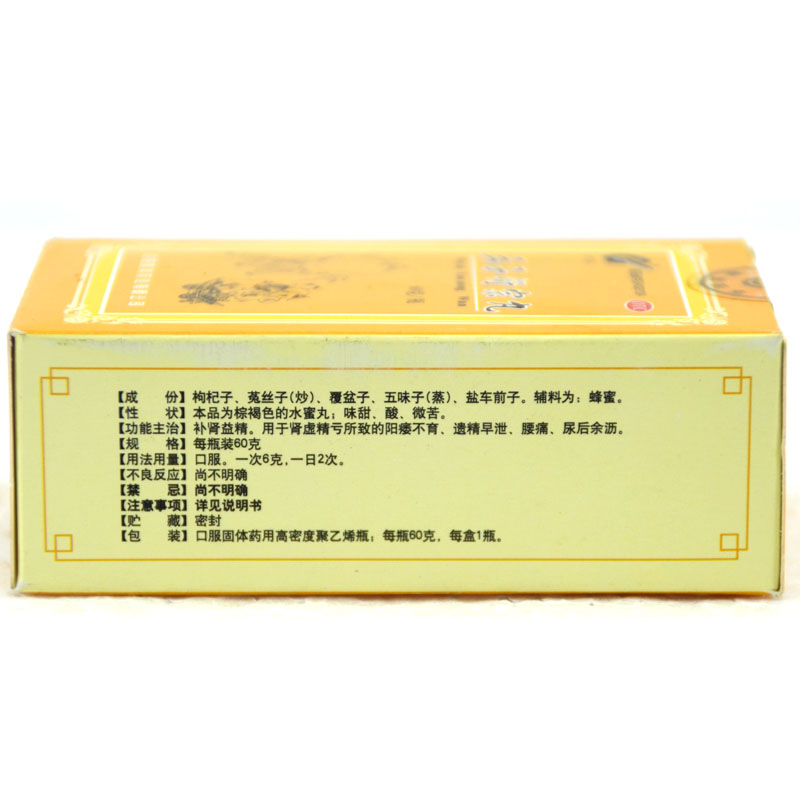 【成 份】枸杞子、菟丝子(炒)、覆盆子、五味子(蒸)、盐车前子。辅料为：蜂蜜。
【性 状】本品为棕褐色的水蜜丸；味甜、酸、微苦。
【功能主治】补肾益精。用于肾虚精亏所致的阳痿不育、遗精早泄、腰痛、尿后余沥。
【规 格】每瓶装60克
【用法用量】口服。一次6克,一日2次。
【不良反应】尚不明确
【禁 忌】尚不明确
【注意事项】详见说明书
【贮 藏】密封
【包 装】口服固体药用高密度聚乙烯瓶；每瓶60克，每盒1瓶。